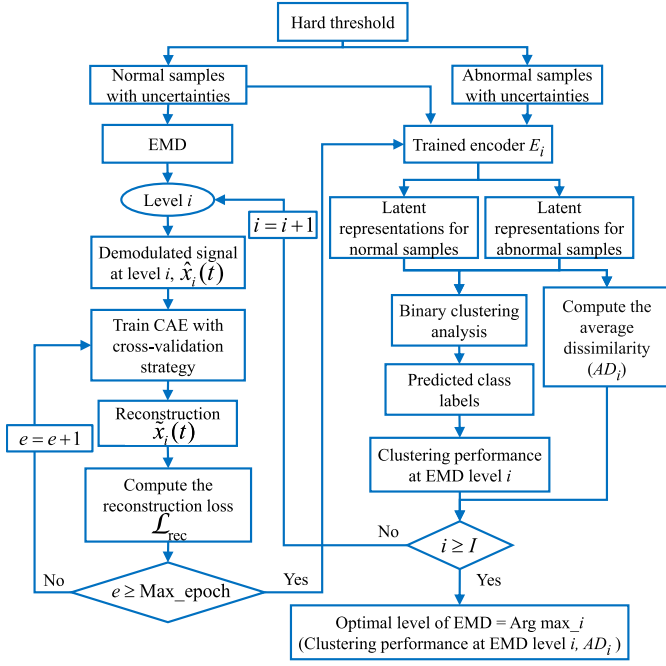 Hard threshold
Normal samples
with uncertainties
Abnormal samples
with uncertainties
EMD
Trained encoder E_i
Level i
i = i+1
Latent
representations for
normal samples
Latent
representations for
abnormal samples
Demodulated signal
at level i, x̂_i(t)
Binary clustering
analysis
Compute the
average
dissimilarity
(AD_i)
Train CAE with
cross-validation
strategy
Predicted class
labels
e = e+1
Reconstruction
x̃_i(t)
Clustering performance
at EMD level i
Compute the
reconstruction loss
ℒ_rec
No
i ≥ I
No
e ≥ Max_epoch
Yes
Yes
Optimal level of EMD = Arg max_i
(Clustering performance at EMD level i, AD_i )